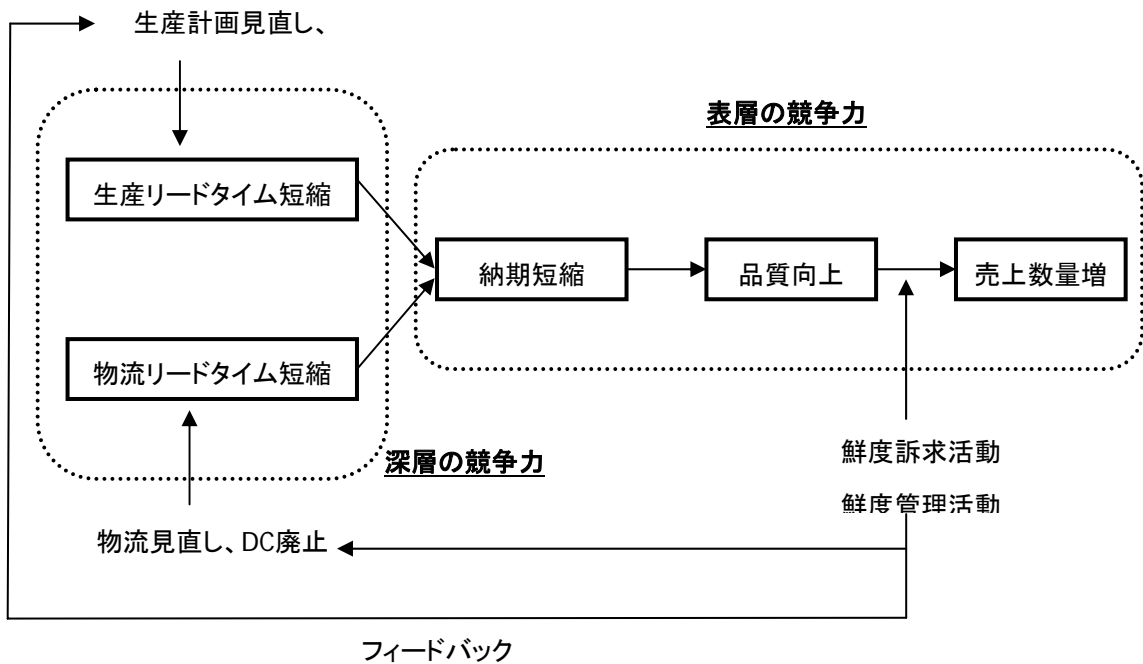 生産計画見直し、
表層の競争力
生産リードタイム短縮
納期短縮
品質向上
売上数量増
物流リードタイム短縮
深層の競争力
鮮度訴求活動
鮮度管理活動
物流見直し、DC廃止
フィードバック